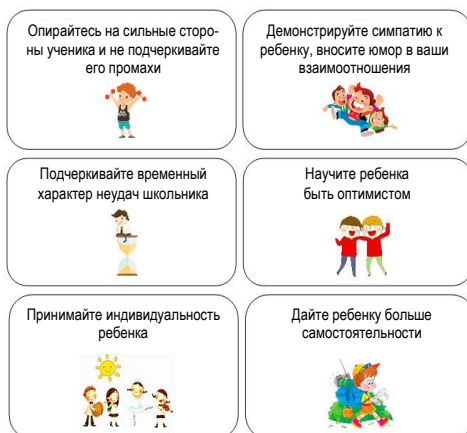 Опирайтесь на сильные сторо-
ны ученика и не подчеркивайте
его промахи
Демонстрируйте симпатию к
ребенку, вносите юмор в ваши
взаимоотношения
Подчеркивайте временный
характер неудач школьника
Научите ребенка
быть оптимистом
Принимайте индивидуальность
ребенка
Дайте ребенку больше
самостоятельности